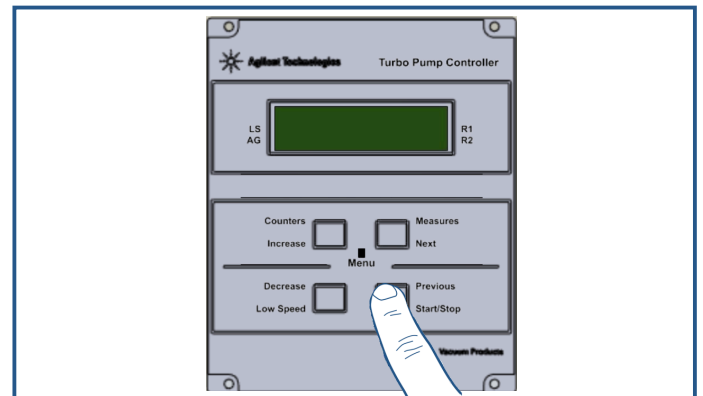 Agilent Technologies
Turbo Pump Controller
LS
AG
R1
R2
Counters
Increase
Measures
Next
Menu
Decrease
Low Speed
Previous
Start/Stop
Vacuum Products